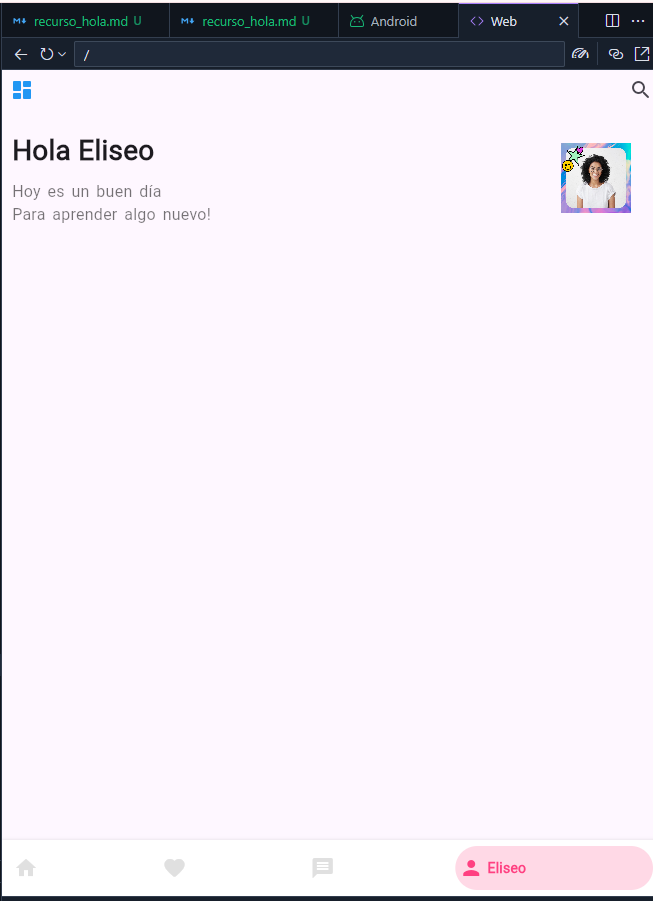 recurso_hola.md U
recurso_hola.md U
Android
Web
/
Hola Eliseo
Hoy es un buen día
Para aprender algo nuevo!
Eliseo